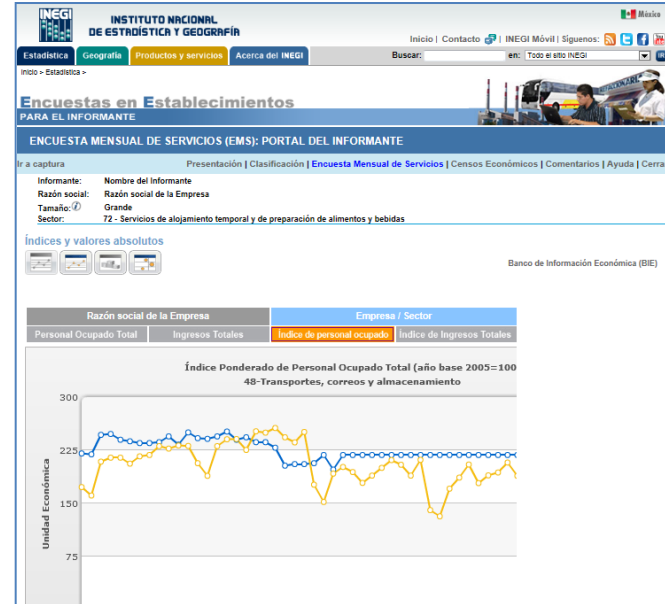 INEGI
INSTITUTO NACIONAL
DE ESTADÍSTICA Y GEOGRAFÍA
México
Inicio | Contacto | INEGI Móvil | Síguenos:
Estadística Geografía Productos y servicios Acerca del INEGI Buscar: en: Todo el sitio INEGI IR
Inicio > Estadística >
Encuestas en Establecimientos
PARA EL INFORMANTE
ENCUESTA MENSUAL DE SERVICIOS (EMS): PORTAL DEL INFORMANTE
Ir a captura Presentación | Clasificación | Encuesta Mensual de Servicios | Censos Económicos | Comentarios | Ayuda | Cerra
Informante: Nombre del Informante
Razón social: Razón social de la Empresa
Tamaño: Grande
Sector: 72 - Servicios de alojamiento temporal y de preparación de alimentos y bebidas
Índices y valores absolutos
Banco de Información Económica (BIE)
Razón social de la Empresa Empresa / Sector
Personal Ocupado Total Ingresos Totales Índice de personal ocupado Índice de Ingresos Totales
Índice Ponderado de Personal Ocupado Total (año base 2005=100
48-Transportes, correos y almacenamiento
300
225
150
75
Unidad Económica